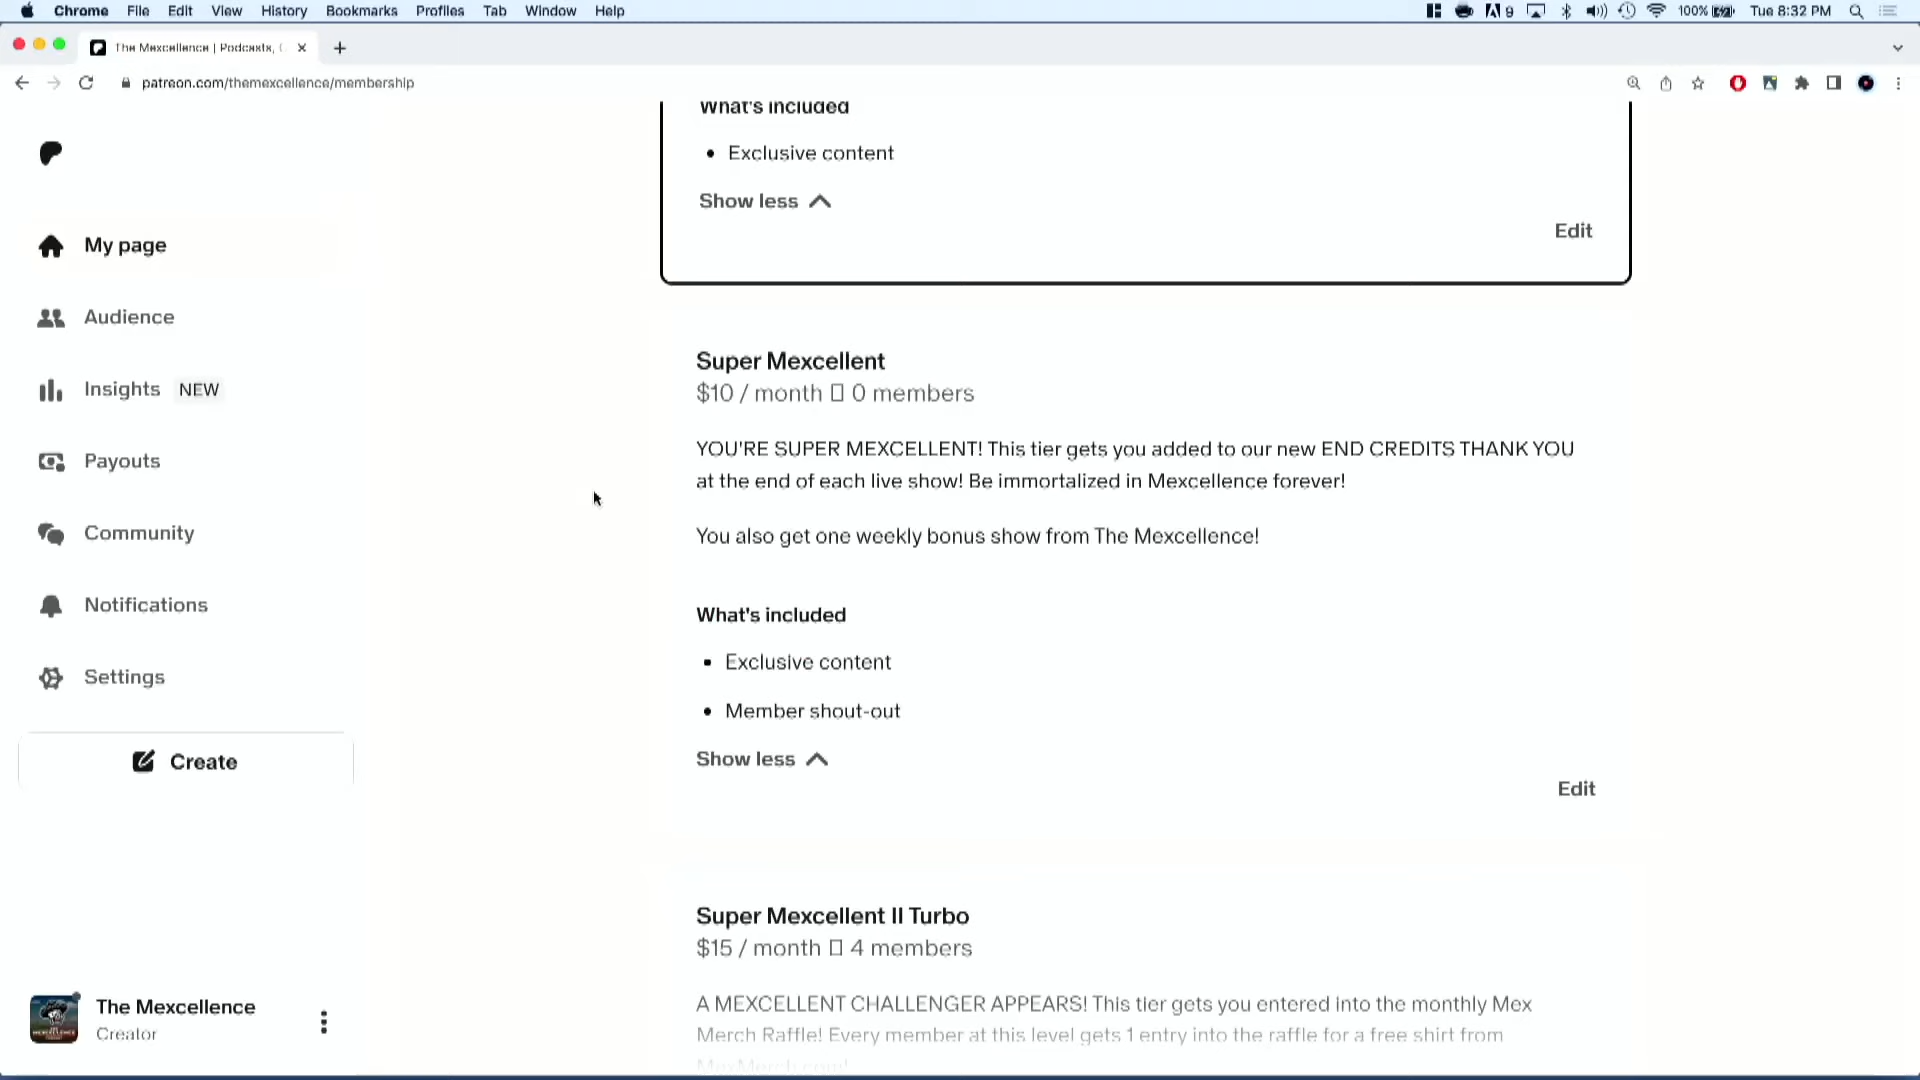 Chrome File Edit View History Bookmarks Profiles Tab Window Help
9 100% Tue 8:32 PM
The Mexcellence | Podcasts, (
patreon.com/themexcellence/membership
What's included
Exclusive content
Show less
Edit
My page
Audience
Insights NEW
Payouts
Community
Notifications
Settings
Create
The Mexcellence
Creator
Super Mexcellent
$10 / month 0 members
YOU'RE SUPER MEXCELLENT! This tier gets you added to our new END CREDITS THANK YOU
at the end of each live show! Be immortalized in Mexcellence forever!
You also get one weekly bonus show from The Mexcellence!
What's included
Exclusive content
Member shout-out
Show less
Edit
Super Mexcellent II Turbo
$15 / month 4 members
A MEXCELLENT CHALLENGER APPEARS! This tier gets you entered into the monthly Mex
Merch Raffle! Every member at this level gets 1 entry into the raffle for a free shirt from